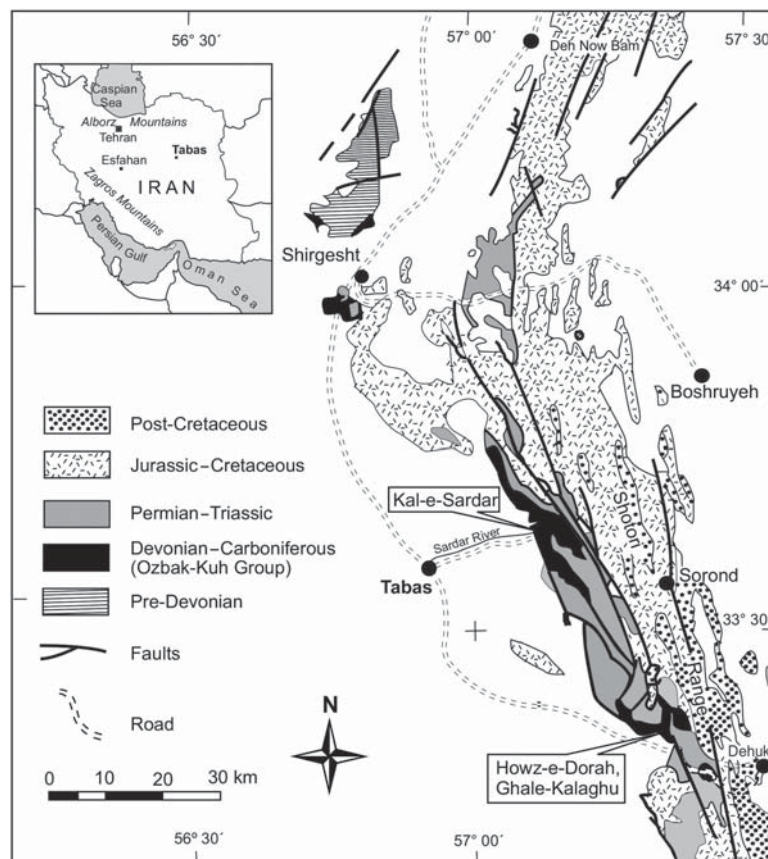 56° 30´
57° 00´
57° 30´
Deh Now Bam
Caspian
Sea
Alborz Mountains
Tehran
Tabas
Esfahan
IRAN
Zagros Mountains
Persian Gulf
Oman Sea
Shirgesht
34° 00´
Boshruyeh
Post-Cretaceous
Jurassic–Cretaceous
Permian–Triassic
Devonian–Carboniferous
(Ozbak-Kuh Group)
Pre-Devonian
Faults
Road
Kal-e-Sardar
Sardar River
Tabas
Shotori
Range
Sorond
33° 30´
N
0 10 20 30 km
Howz-e-Dorah,
Ghale-Kalaghu
Dehuk
56° 30´
57° 00´